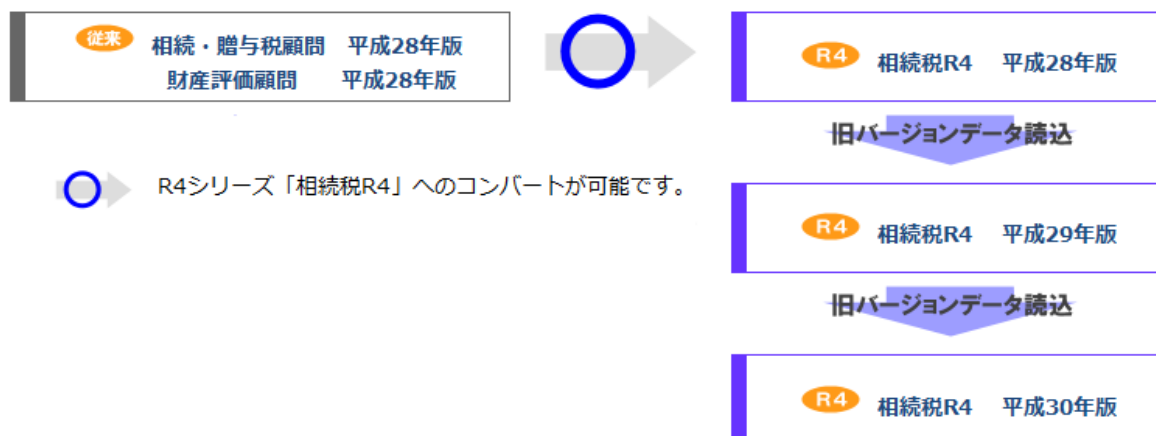 従来 相続・贈与税顧問 平成28年版
財産評価顧問 平成28年版
R4 相続税R4 平成28年版
旧バージョンデータ読込
R4シリーズ「相続税R4」へのコンバートが可能です。
R4 相続税R4 平成29年版
旧バージョンデータ読込
R4 相続税R4 平成30年版